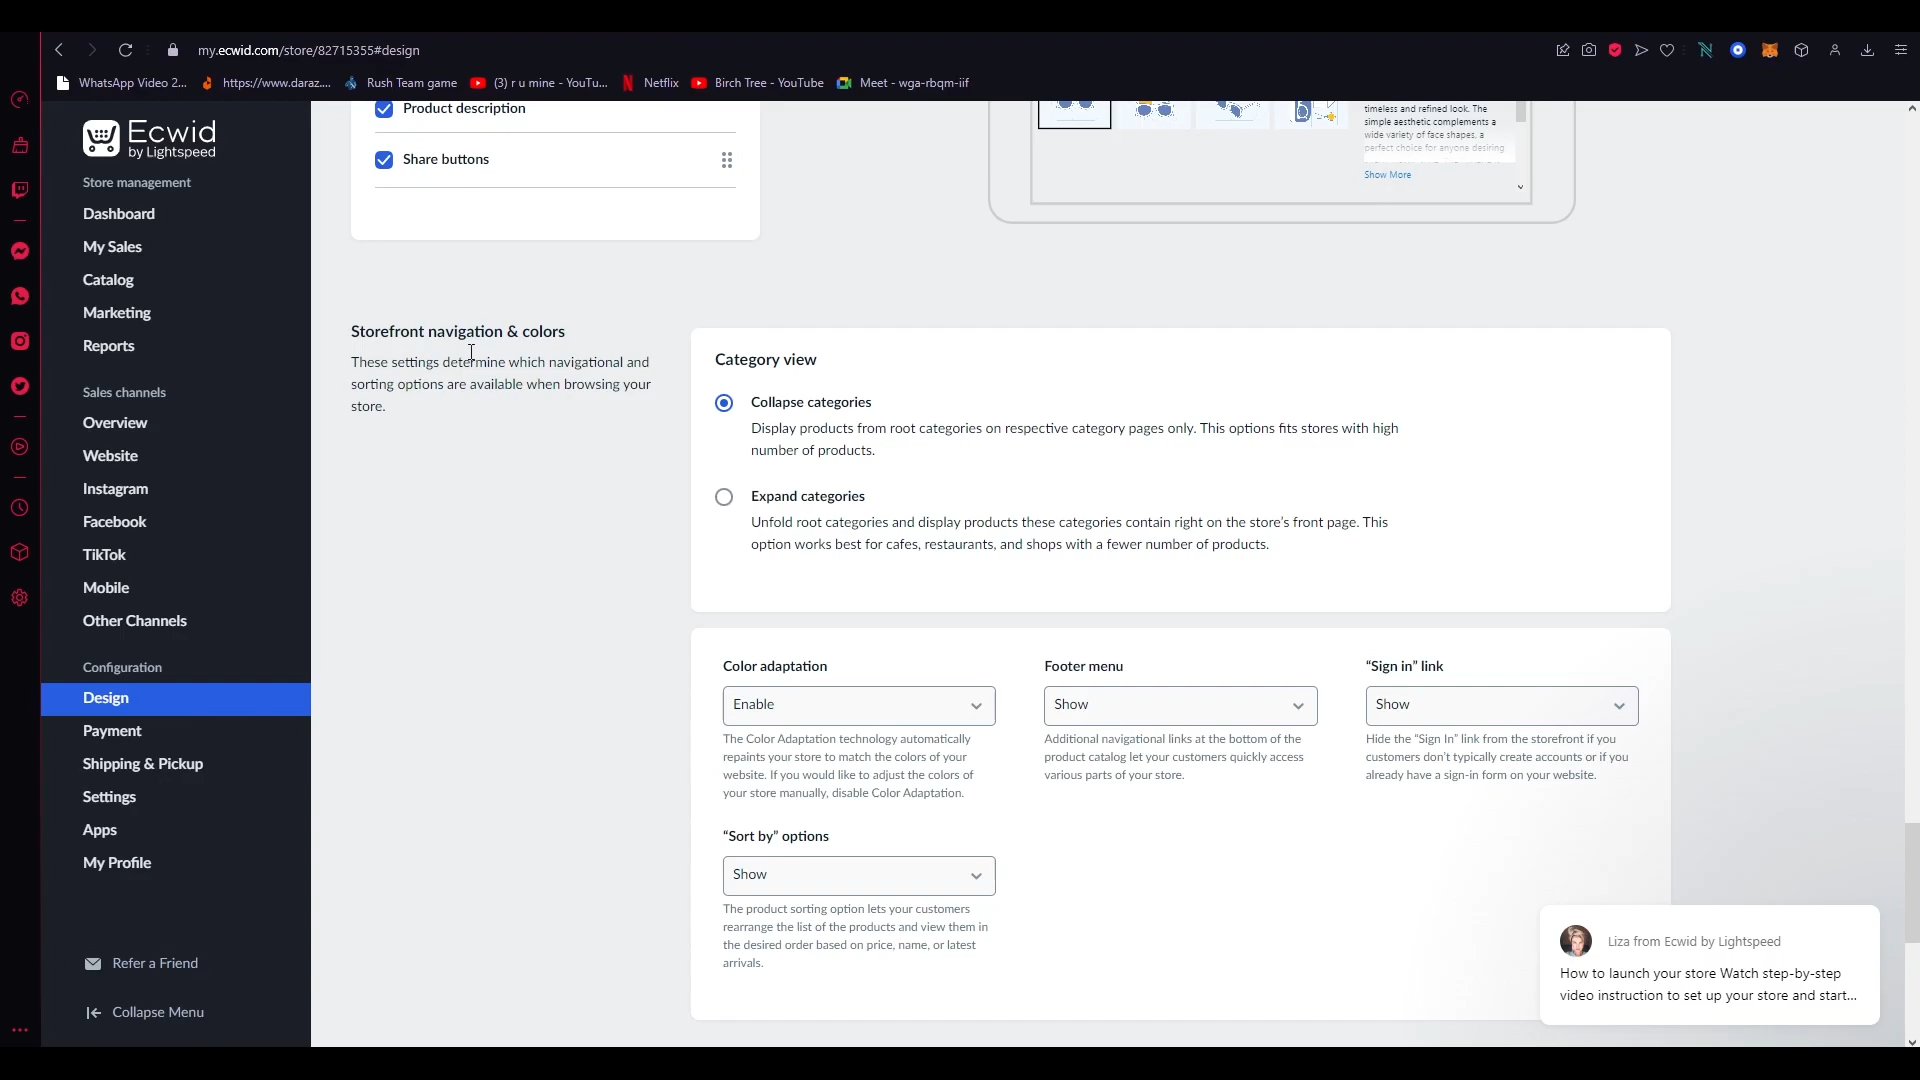 my.ecwid.com/store/82715355#design
WhatsApp Video 2...
https://www.daraz....
Rush Team game
(3) r u mine - YouTu...
Netflix
Birch Tree - YouTube
Meet - wga-rbqm-iif
Ecwid
by Lightspeed
Store management
Dashboard
My Sales
Catalog
Marketing
Reports
Sales channels
Overview
Website
Instagram
Facebook
TikTok
Mobile
Other Channels
Configuration
Design
Payment
Shipping & Pickup
Settings
Apps
My Profile
Refer a Friend
Collapse Menu
Product description
Share buttons
timeless and refined look. The
simple aesthetic complements a
wide variety of face shapes, a
perfect choice for anyone desiring
Show More
Storefront navigation & colors
These settings determine which navigational and
sorting options are available when browsing your
store.
Category view
Collapse categories
Display products from root categories on respective category pages only. This options fits stores with high
number of products.
Expand categories
Unfold root categories and display products these categories contain right on the store's front page. This
option works best for cafes, restaurants, and shops with a fewer number of products.
Color adaptation
Enable
The Color Adaptation technology automatically
repaints your store to match the colors of your
website. If you would like to adjust the colors of
your store manually, disable Color Adaptation.
Footer menu
Show
Additional navigational links at the bottom of the
product catalog let your customers quickly access
various parts of your store.
“Sign in” link
Show
Hide the “Sign In” link from the storefront if you
customers don't typically create accounts or if you
already have a sign-in form on your website.
“Sort by” options
Show
The product sorting option lets your customers
rearrange the list of the products and view them in
the desired order based on price, name, or latest
arrivals.
Liza from Ecwid by Lightspeed
How to launch your store Watch step-by-step
video instruction to set up your store and start...